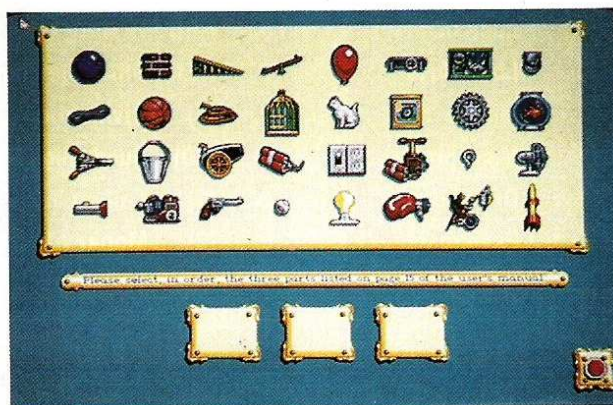 Please select, in order, the three parts listed on page 15 of the user's manual